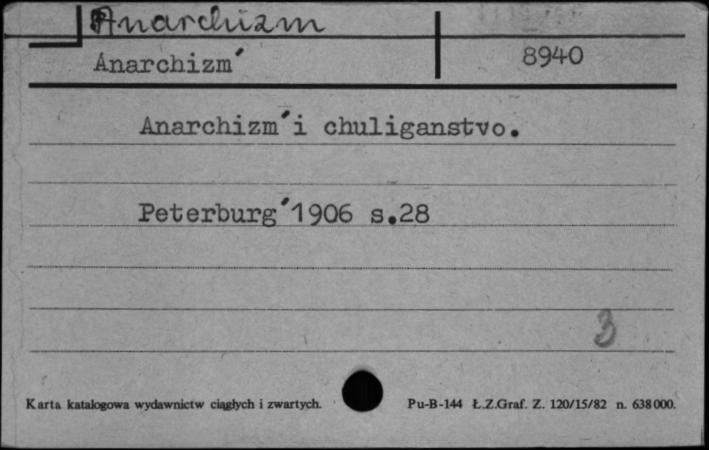 Anarchizm
Anarchizm´ 8940
Anarchizm´i chuliganstvo.
Peterburg´1906 s.28
3
Karta katalogowa wydawnictw ciągłych i zwartych. Pu-B-144 Ł.Z.Graf. Z. 120/15/82 n. 638000.